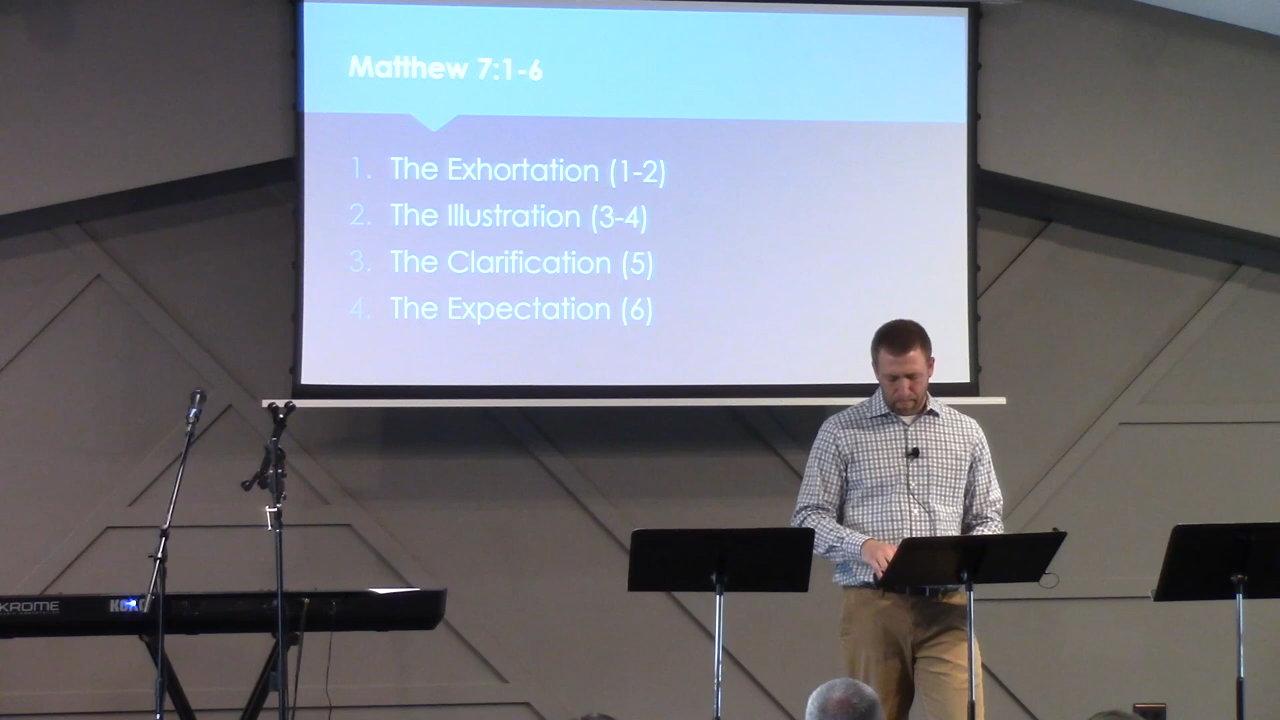 Matthew 7:1-6
1. The Exhortation (1-2)
2. The Illustration (3-4)
3. The Clarification (5)
4. The Expectation (6)
KROME
KORG